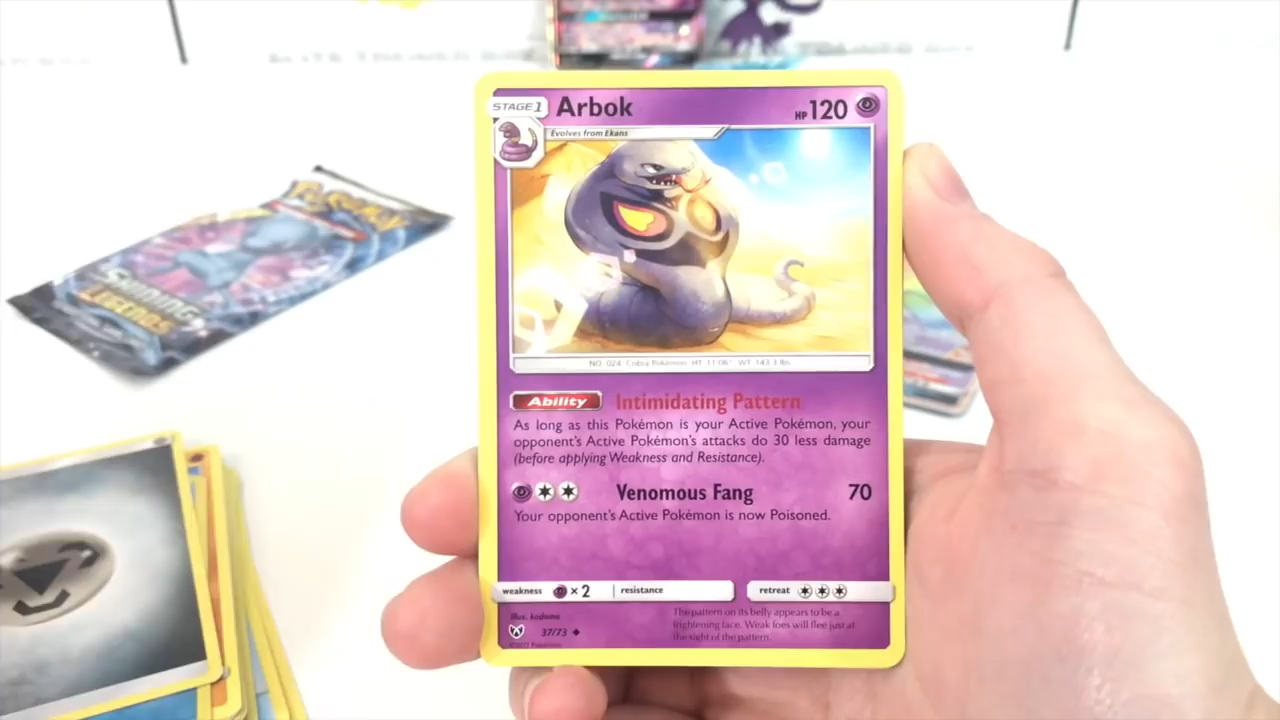 STAGE 1
Arbok
HP 120
Evolves from Ekans
POKÉMON
SHINING
LEGENDS
NO. 024 Cobra Pokémon HT: 11'06" WT: 143.3 lbs
Ability Intimidating Pattern
As long as this Pokémon is your Active Pokémon, your
opponent's Active Pokémon's attacks do 30 less damage
(before applying Weakness and Resistance).
Venomous Fang 70
Your opponent's Active Pokémon is now Poisoned.
weakness ×2 resistance retreat
Illus. kodama
37/73
The pattern on its belly appears to be a
frightening face. Weak foes will flee just at
the sight of the pattern.
©2017 Pokémon